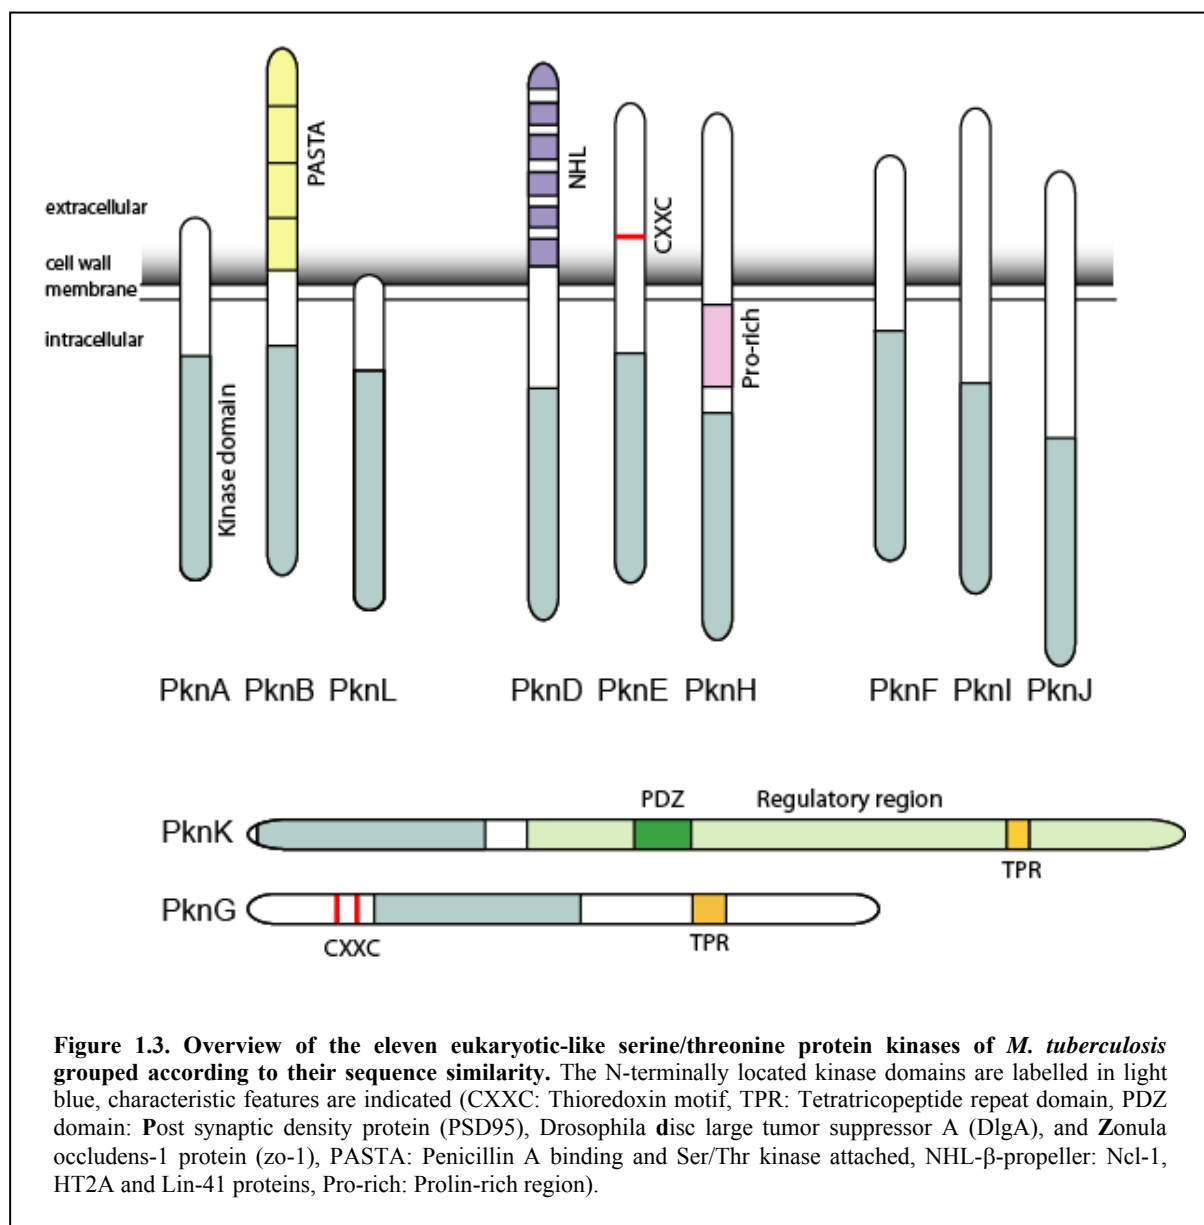 PASTA
NHL
CXXC
extracellular
cell wall
membrane
intracellular
Pro-rich
Kinase domain
PknA PknB PknL PknD PknE PknH PknF PknI PknJ
PDZ Regulatory region
PknK
TPR
PknG
CXXC TPR
Figure 1.3. Overview of the eleven eukaryotic-like serine/threonine protein kinases of M. tuberculosis
grouped according to their sequence similarity. The N-terminally located kinase domains are labelled in light
blue, characteristic features are indicated (CXXC: Thioredoxin motif, TPR: Tetratricopeptide repeat domain, PDZ
domain: Post synaptic density protein (PSD95), Drosophila disc large tumor suppressor A (DlgA), and Zonula
occludens-1 protein (zo-1), PASTA: Penicillin A binding and Ser/Thr kinase attached, NHL-β-propeller: Ncl-1,
HT2A and Lin-41 proteins, Pro-rich: Prolin-rich region).